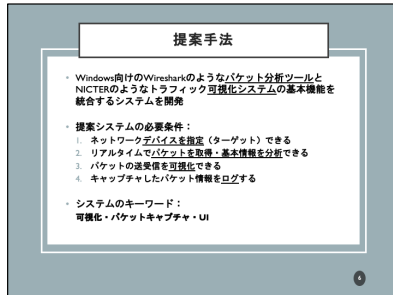 提案手法
• Windows向けのWiresharkのようなパケット分析ツールと
NICTERのようなトラフィック可視化システムの基本機能を
統合するシステムを開発
• 提案システムの必要条件：
1. ネットワークデバイスを指定（ターゲット）できる
2. リアルタイムでパケットを取得・基本情報を分析できる
3. パケットの送受信を可視化できる
4. キャッチャしたパケット情報をログする
• システムのキーワード：
可視化・パケットキャプチャ・UI
6